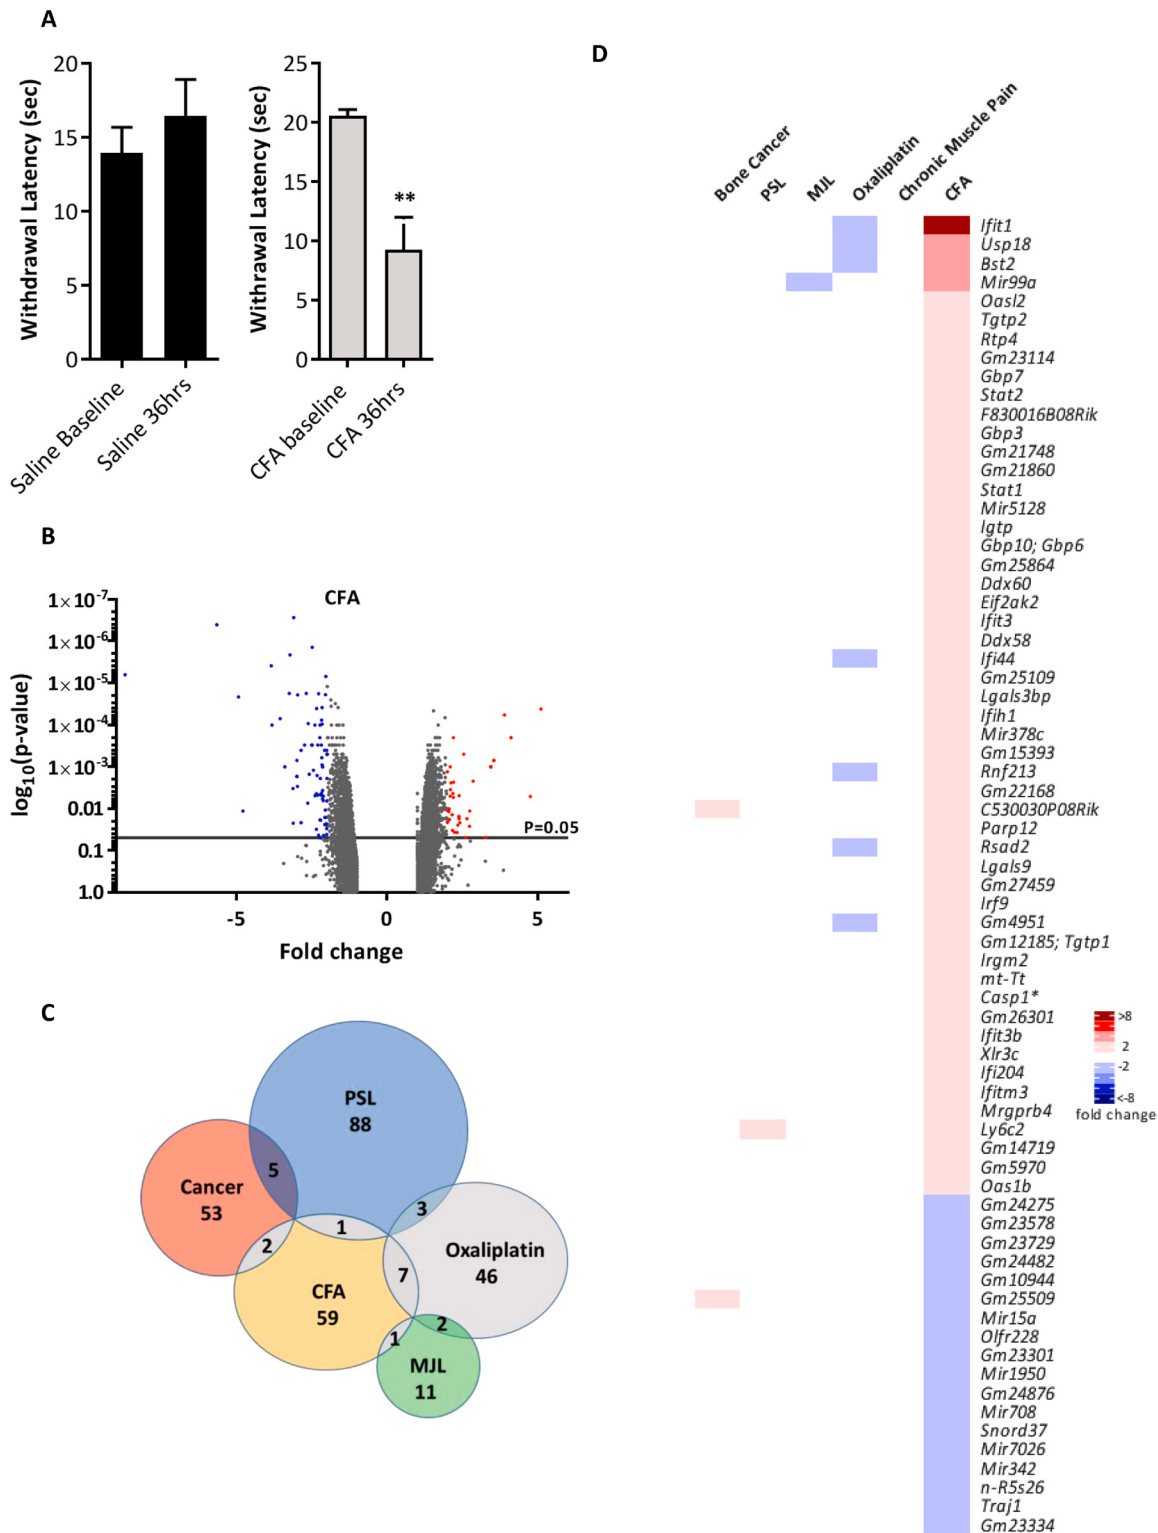 A
20
15
10
5
0
Withdrawal Latency (sec)
Saline Baseline
Saline 36hrs
25
20
15
10
5
0
Withrawal Latency (sec)
**
CFA baseline
CFA 36hrs
B
CFA
1×10-7
1×10-6
1×10-5
1×10-4
1×10-3
0.01
0.1
1.0
log10(p-value)
P=0.05
-5
0
5
Fold change
C
PSL
88
5
Cancer
53
3
1
2
Oxaliplatin
46
7
CFA
59
2
1
MJL
11
D
Bone Cancer
PSL
MJL
Oxaliplatin
Chronic Muscle Pain
CFA
Ifit1
Usp18
Bst2
Mir99a
Oasl2
Tgtp2
Rtp4
Gm23114
Gbp7
Stat2
F830016B08Rik
Gbp3
Gm21748
Gm21860
Stat1
Mir5128
Igtp
Gbp10; Gbp6
Gm25864
Ddx60
Eif2ak2
Ifit3
Ddx58
Ifi44
Gm25109
Lgals3bp
Ifih1
Mir378c
Gm15393
Rnf213
Gm22168
C530030P08Rik
Parp12
Rsad2
Lgals9
Gm27459
Irf9
Gm4951
Gm12185; Tgtp1
Irgm2
mt-Tt
Casp1*
Gm26301
Ifit3b
Xlr3c
Ifi204
Ifitm3
Mrgprb4
Ly6c2
Gm14719
Gm5970
Oas1b
Gm24275
Gm23578
Gm23729
Gm24482
Gm10944
Gm25509
Mir15a
Olfr228
Gm23301
Mir1950
Gm24876
Mir708
Snord37
Mir7026
Mir342
n-R5s26
Traj1
Gm23334
>8
2
-2
<-8
fold change